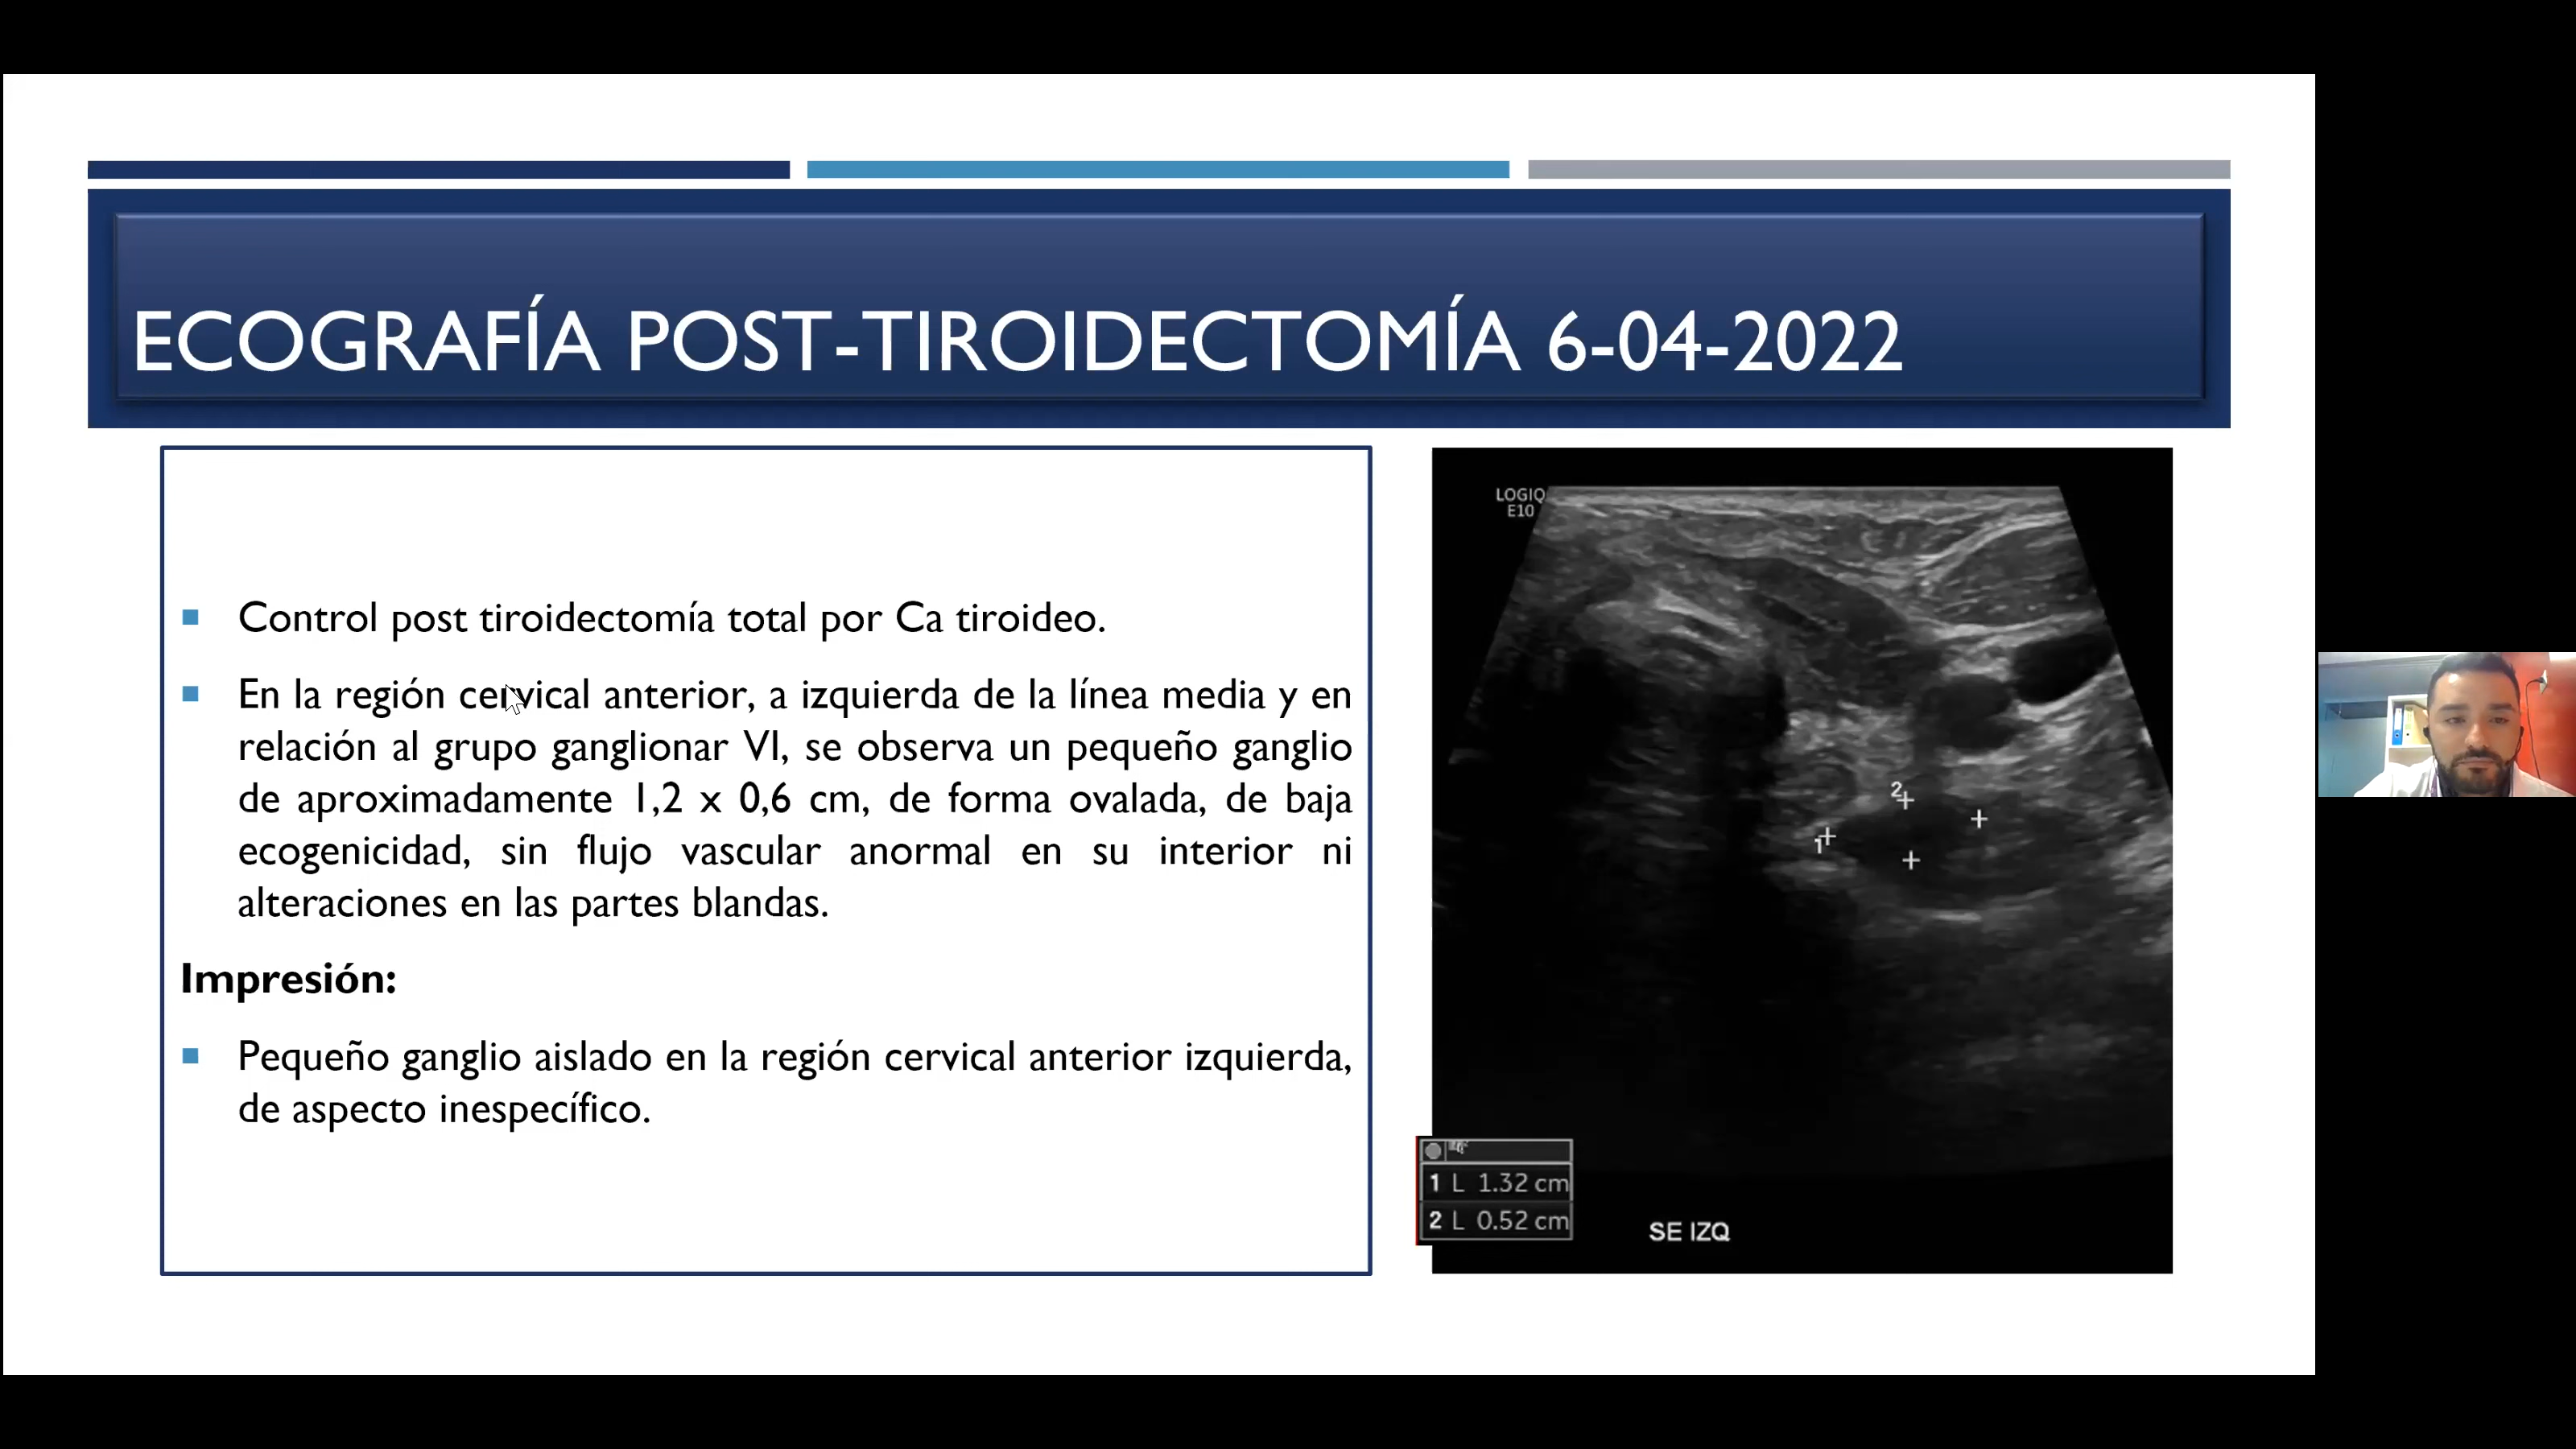 ECOGRAFÍA POST-TIROIDECTOMÍA 6-04-2022
Control post tiroidectomía total por Ca tiroideo.
En la región cervical anterior, a izquierda de la línea media y en
relación al grupo ganglionar VI, se observa un pequeño ganglio
de aproximadamente 1,2 x 0,6 cm, de forma ovalada, de baja
ecogenicidad, sin flujo vascular anormal en su interior ni
alteraciones en las partes blandas.
Impresión:
Pequeño ganglio aislado en la región cervical anterior izquierda,
de aspecto inespecífico.
LOGIQ
E10
2
1
1 L 1.32 cm
2 L 0.52 cm
SE IZQ